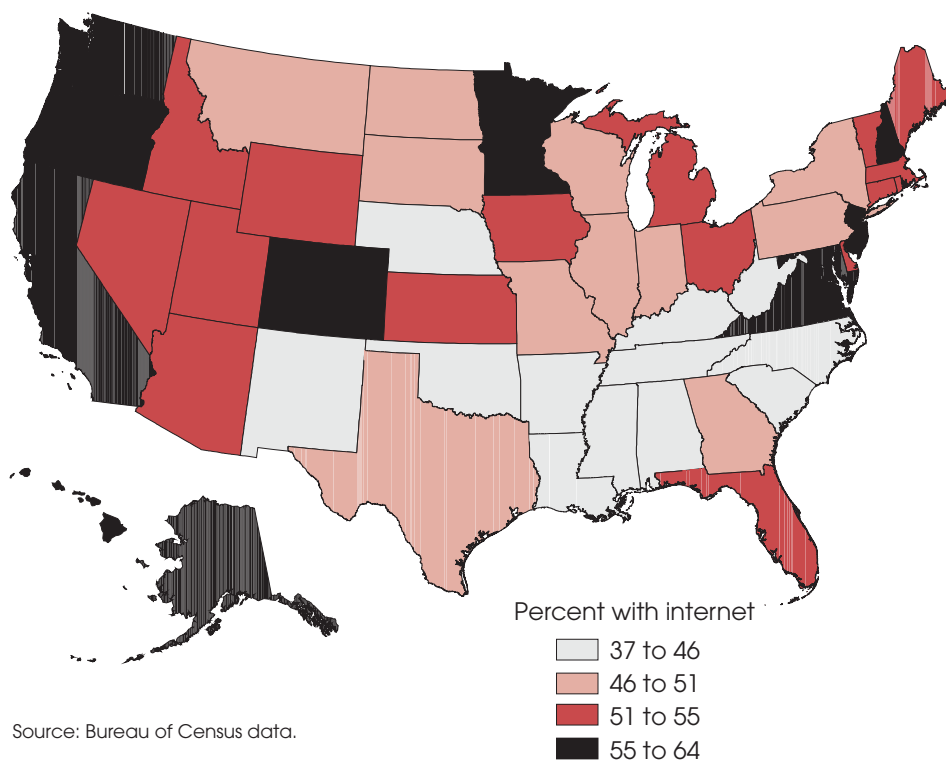 Percent with internet
37 to 46
46 to 51
51 to 55
55 to 64
Source: Bureau of Census data.